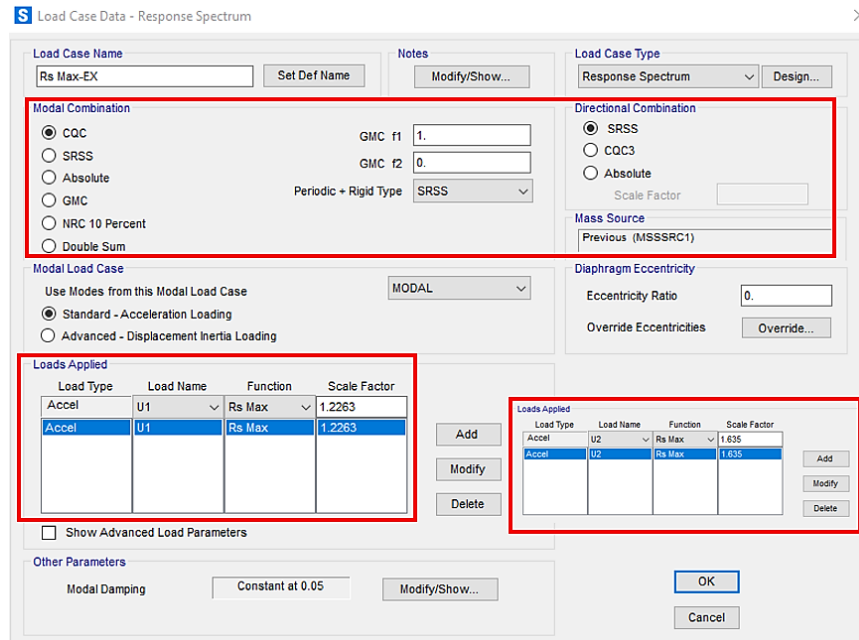 S Load Case Data - Response Spectrum
Load Case Name
Rs Max-EX
Set Def Name
Notes
Modify/Show...
Load Case Type
Response Spectrum
Design...
Modal Combination
CQC
SRSS
Absolute
GMC
NRC 10 Percent
Double Sum
GMC f1
1.
GMC f2
0.
Periodic + Rigid Type
SRSS
Directional Combination
SRSS
CQC3
Absolute
Scale Factor
Mass Source
Previous (MSSSRC1)
Modal Load Case
Use Modes from this Modal Load Case
MODAL
Standard - Acceleration Loading
Advanced - Displacement Inertia Loading
Diaphragm Eccentricity
Eccentricity Ratio
0.
Override Eccentricities
Override...
Loads Applied
Load Type Load Name Function Scale Factor
Accel U1 Rs Max 1.2263
Accel U1 Rs Max 1.2263
Add
Modify
Delete
Show Advanced Load Parameters
Loads Applied
Load Type Load Name Function Scale Factor
Accel U2 Rs Max 1.635
Accel U2 Rs Max 1.635
Add
Modify
Delete
Other Parameters
Modal Damping
Constant at 0.05
Modify/Show...
OK
Cancel